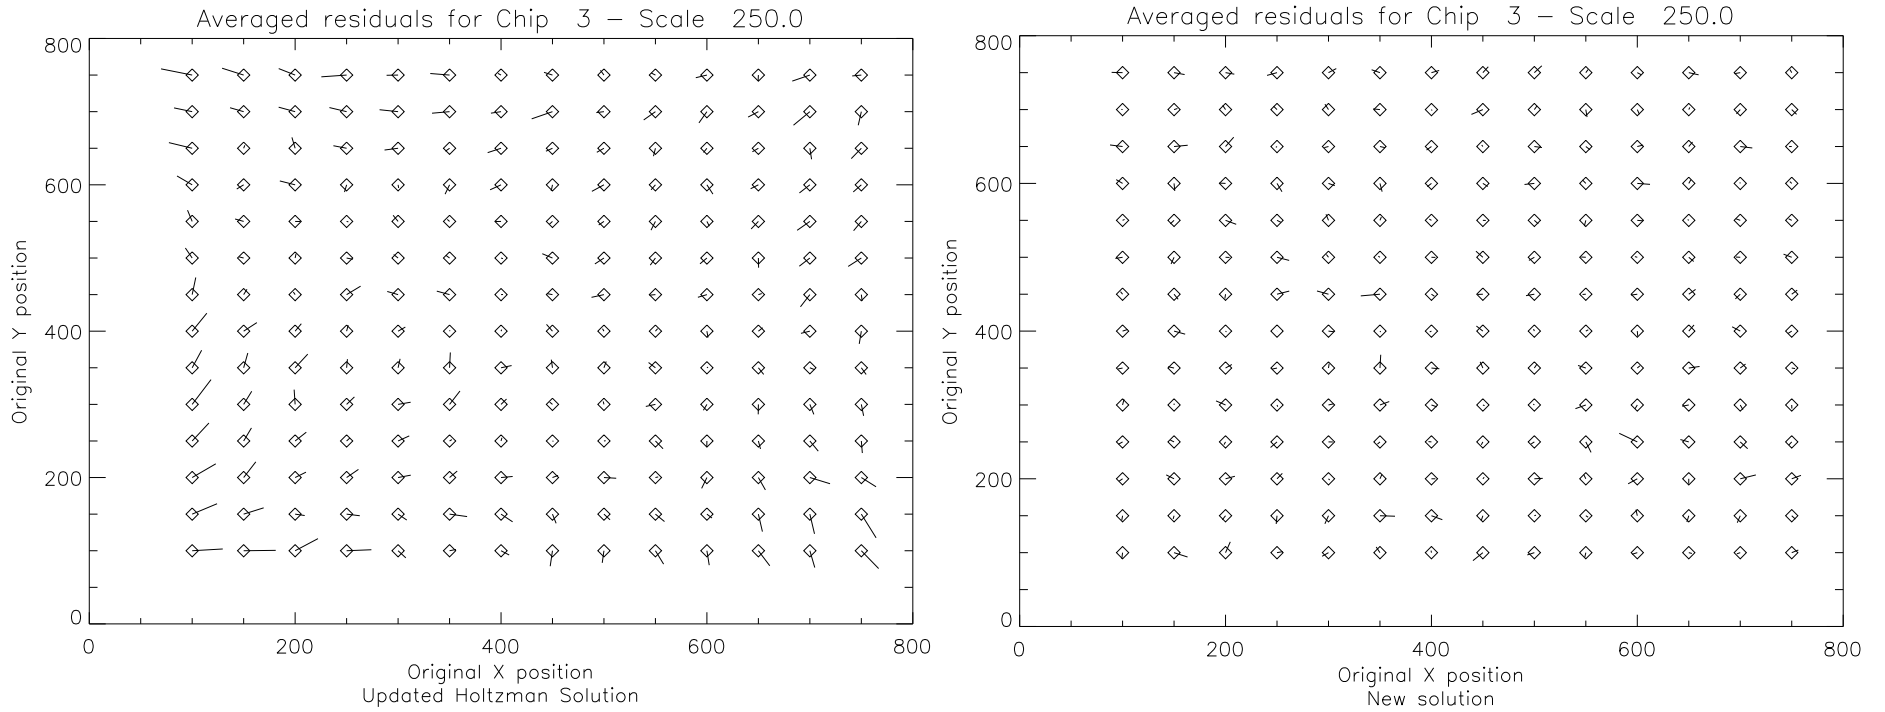 Averaged residuals for Chip 3 – Scale 250.0
800
600
400
200
0
Original Y position
0 200 400 600 800
Original X position
Updated Holtzman Solution
Averaged residuals for Chip 3 – Scale 250.0
800
600
400
200
0
Original Y position
0 200 400 600 800
Original X position
New solution